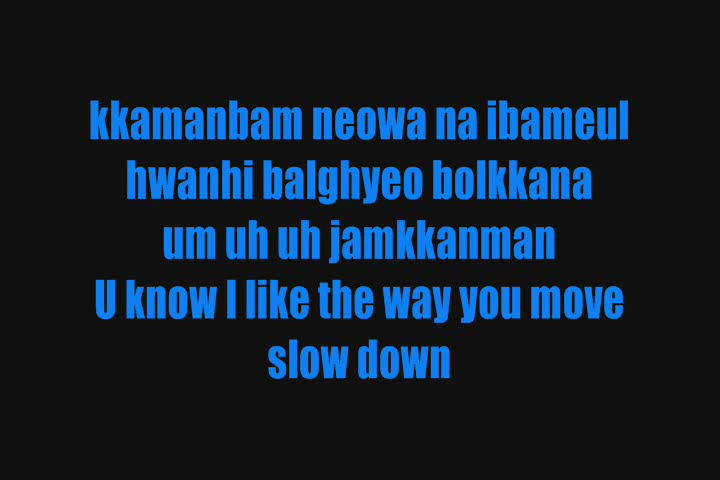 kkamanbam neowa na ibameul
hwanhi balghyeo bolkkana
um uh uh jamkkanman
U know I like the way you move
slow down